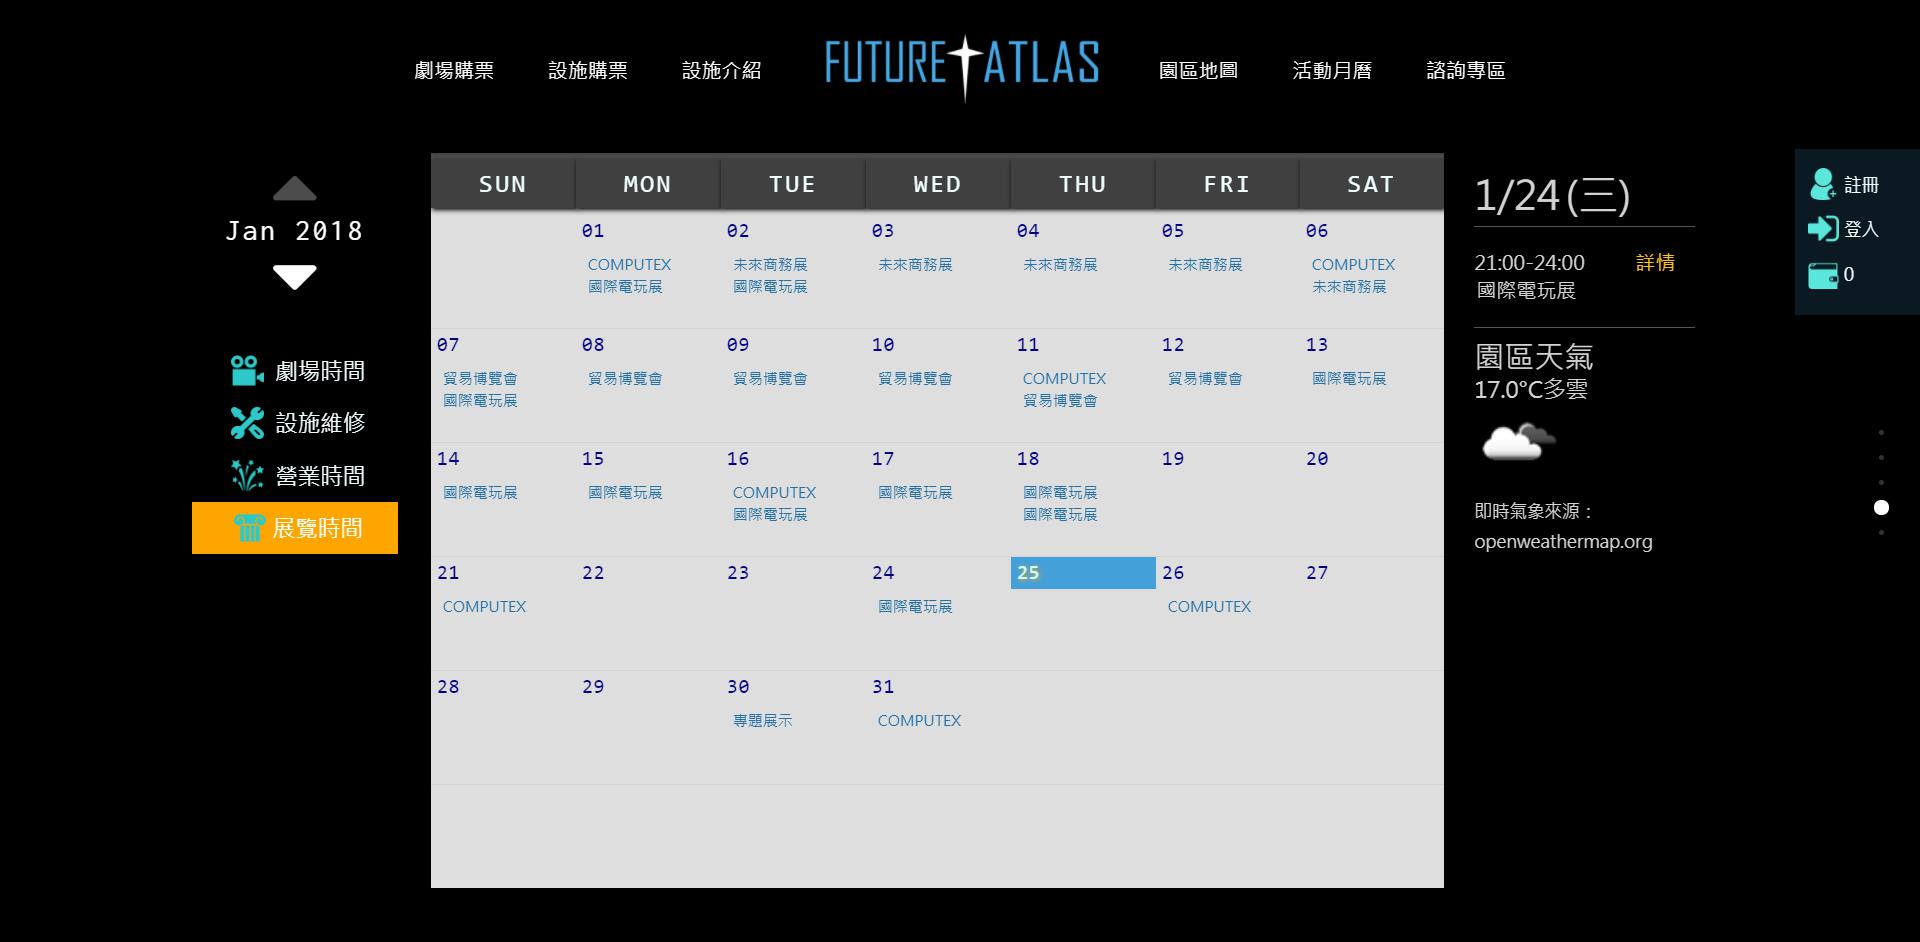 劇場購票 設施購票 設施介紹 FUTURE ATLAS 園區地圖 活動月曆 諮詢專區
Jan 2018
劇場時間
設施維修
營業時間
展覽時間
SUN MON TUE WED THU FRI SAT
01 02 03 04 05 06
COMPUTEX 未來商務展 未來商務展 未來商務展 未來商務展 COMPUTEX
國際電玩展 國際電玩展 未來商務展
07 08 09 10 11 12 13
貿易博覽會 貿易博覽會 貿易博覽會 貿易博覽會 COMPUTEX 貿易博覽會 國際電玩展
國際電玩展 貿易博覽會
14 15 16 17 18 19 20
國際電玩展 國際電玩展 COMPUTEX 國際電玩展 國際電玩展
國際電玩展 國際電玩展
21 22 23 24 25 26 27
COMPUTEX 國際電玩展 COMPUTEX
28 29 30 31
專題展示 COMPUTEX
1/24(三)
21:00-24:00 詳情
國際電玩展
園區天氣
17.0°C多雲
即時氣象來源：
openweathermap.org
註冊
登入
0